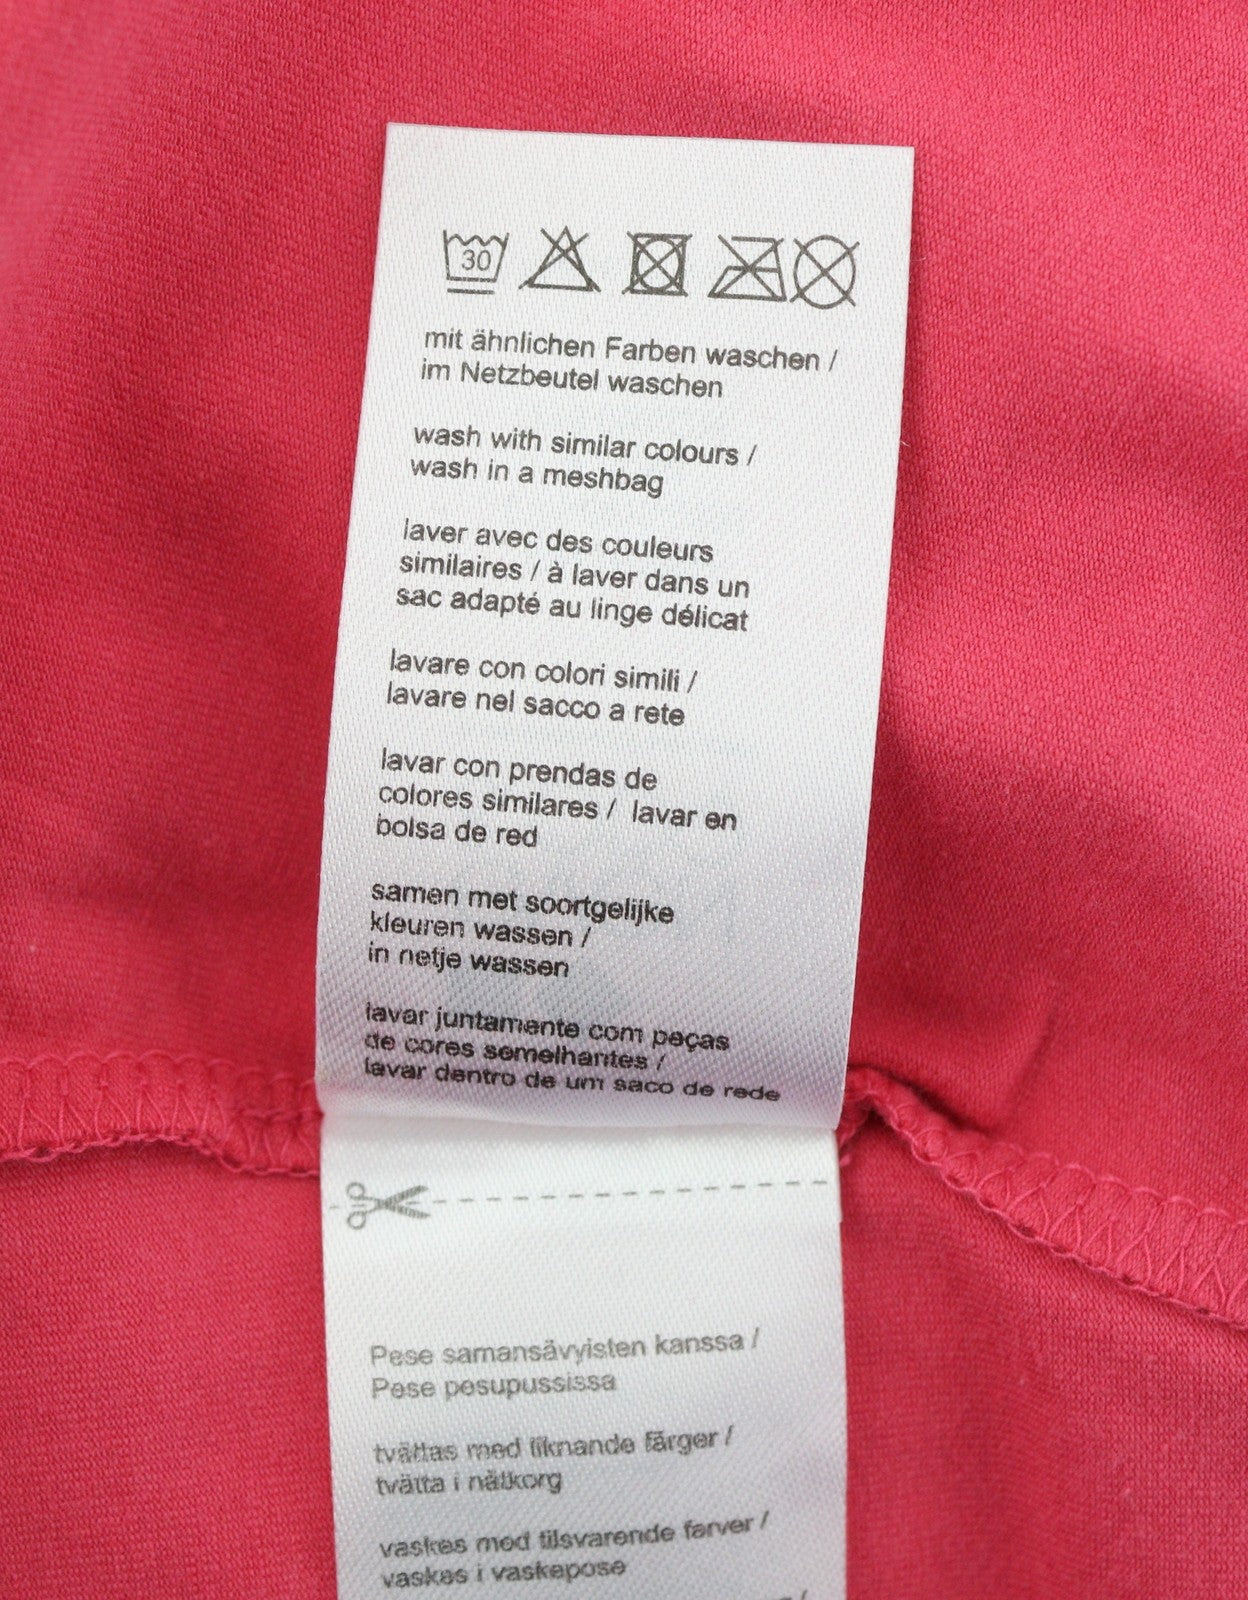 30
mit ähnlichen Farben waschen /
im Netzbeutel waschen
wash with similar colours /
wash in a meshbag
laver avec des couleurs
similaires / à laver dans un
sac adapté au linge délicat
lavare con colori simili /
lavare nel sacco a rete
lavar con prendas de
colores similares / lavar en
bolsa de red
samen met soortgelijke
kleuren wassen /
in netje wassen
lavar juntamente com peças
de cores semelhantes /
lavar dentro de um saco de rede
Pese samansävyisten kanssa /
Pese pesupussissa
tvättas med liknande färger /
tvätta i nätkorg
vaskes med tilsvarende farver /
vaskes i vaskepose